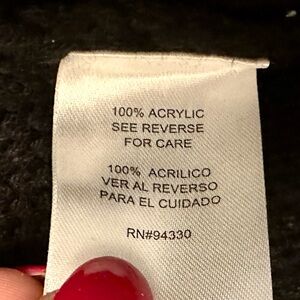 100% ACRYLIC
SEE REVERSE
FOR CARE
100% ACRILICO
VER AL REVERSO
PARA EL CUIDADO
RN#94330